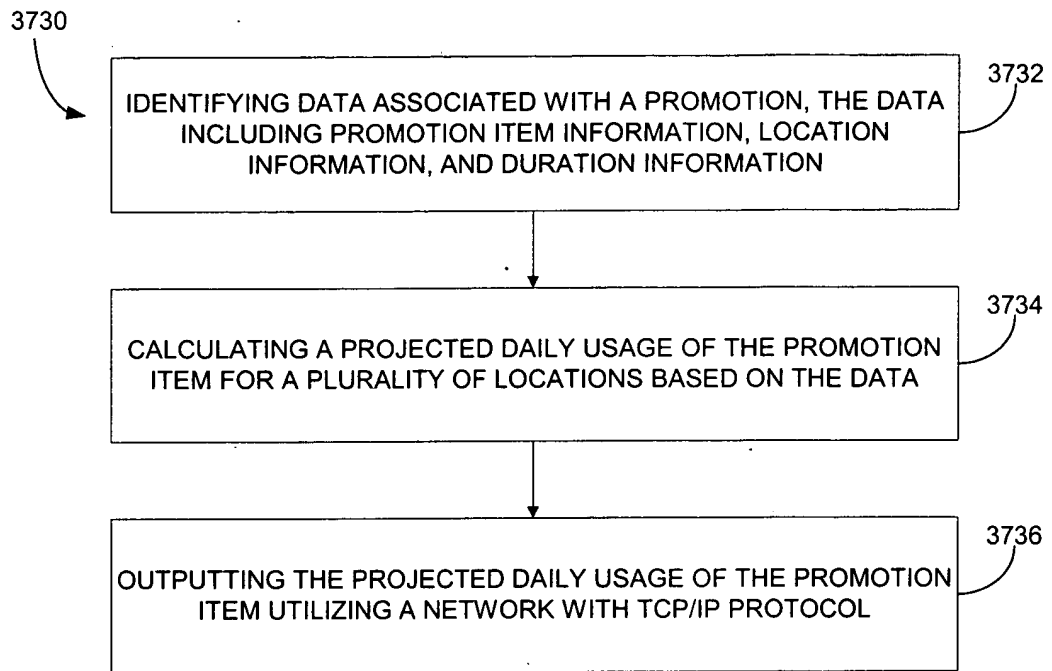 3730
3732
IDENTIFYING DATA ASSOCIATED WITH A PROMOTION, THE DATA
INCLUDING PROMOTION ITEM INFORMATION, LOCATION
INFORMATION, AND DURATION INFORMATION
3734
CALCULATING A PROJECTED DAILY USAGE OF THE PROMOTION
ITEM FOR A PLURALITY OF LOCATIONS BASED ON THE DATA
3736
OUTPUTTING THE PROJECTED DAILY USAGE OF THE PROMOTION
ITEM UTILIZING A NETWORK WITH TCP/IP PROTOCOL